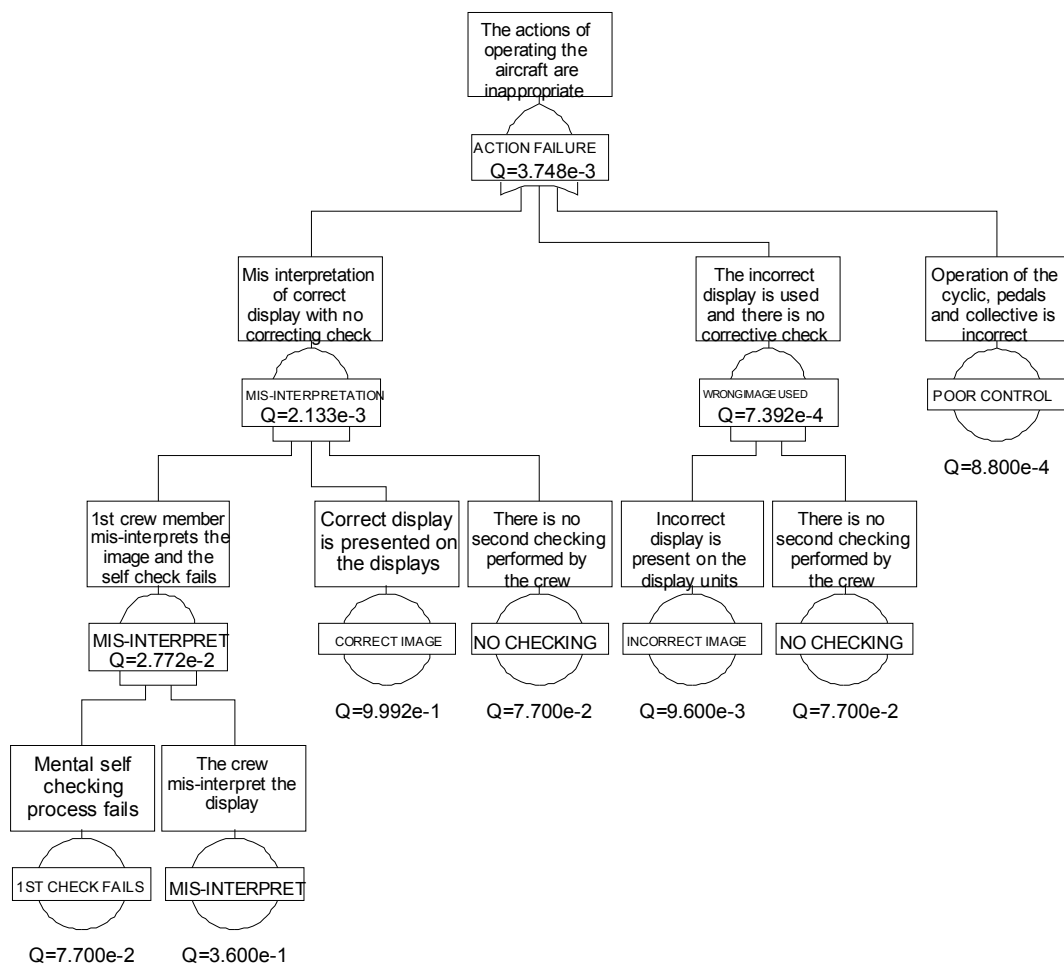 The actions of
operating the
aircraft are
inappropriate
ACTION FAILURE
Q=3.748e-3
Mis interpretation
of correct
display with no
correcting check
MIS-INTERPRETATION
Q=2.133e-3
The incorrect
display is used
and there is no
corrective check
WRONG IMAGE USED
Q=7.392e-4
Operation of the
cyclic, pedals
and collective is
incorrect
POOR CONTROL
Q=8.800e-4
1st crew member
mis-interprets the
image and the
self check fails
MIS-INTERPRET
Q=2.772e-2
Correct display
is presented on
the displays
CORRECT IMAGE
Q=9.992e-1
There is no
second checking
performed by
the crew
NO CHECKING
Q=7.700e-2
Incorrect
display is
present on the
display units
INCORRECT IMAGE
Q=9.600e-3
There is no
second checking
performed by
the crew
NO CHECKING
Q=7.700e-2
Mental self
checking
process fails
1ST CHECK FAILS
Q=7.700e-2
The crew
mis-interpret the
display
MIS-INTERPRET
Q=3.600e-1